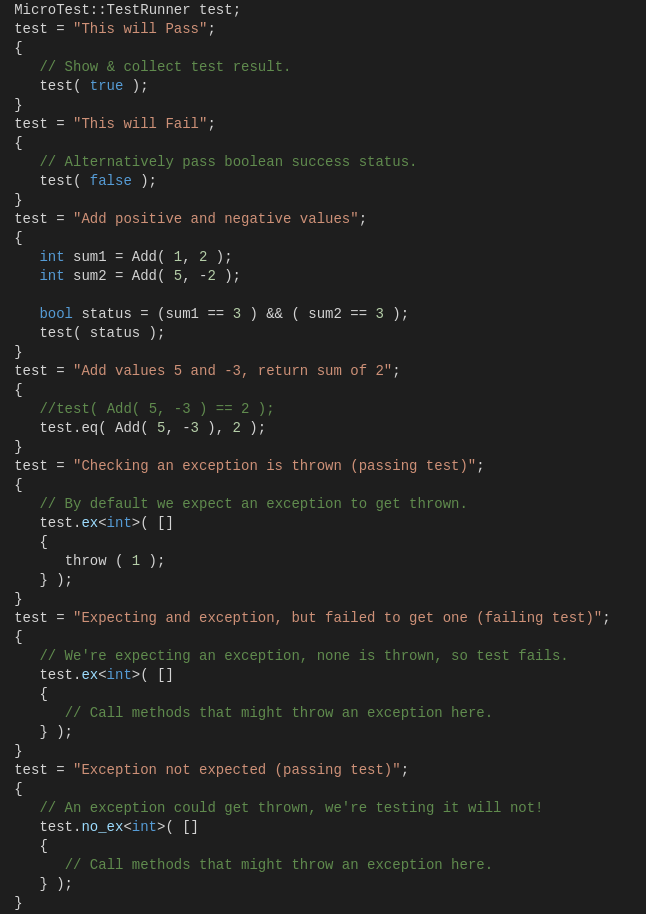 MicroTest::TestRunner test;
test = "This will Pass";
{
   // Show & collect test result.
   test( true );
}
test = "This will Fail";
{
   // Alternatively pass boolean success status.
   test( false );
}
test = "Add positive and negative values";
{
   int sum1 = Add( 1, 2 );
   int sum2 = Add( 5, -2 );

   bool status = (sum1 == 3 ) && ( sum2 == 3 );
   test( status );
}
test = "Add values 5 and -3, return sum of 2";
{
   //test( Add( 5, -3 ) == 2 );
   test.eq( Add( 5, -3 ), 2 );
}
test = "Checking an exception is thrown (passing test)";
{
   // By default we expect an exception to get thrown.
   test.ex<int>( []
   {
      throw ( 1 );
   } );
}
test = "Expecting and exception, but failed to get one (failing test)";
{
   // We're expecting an exception, none is thrown, so test fails.
   test.ex<int>( []
   {
      // Call methods that might throw an exception here.
   } );
}
test = "Exception not expected (passing test)";
{
   // An exception could get thrown, we're testing it will not!
   test.no_ex<int>( []
   {
      // Call methods that might throw an exception here.
   } );
}